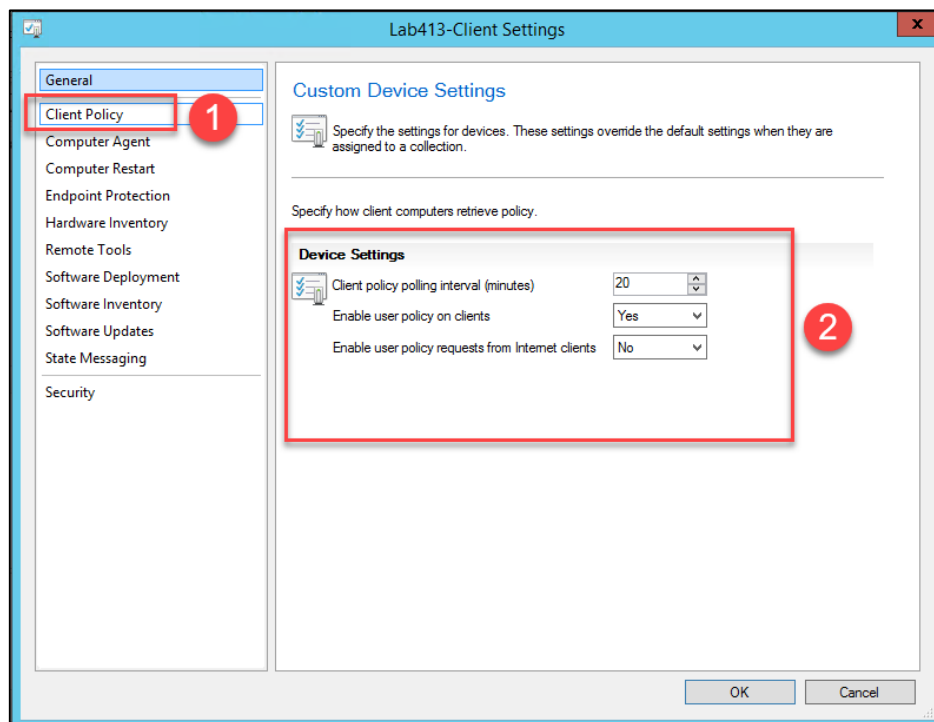 Lab413-Client Settings
x
General
Client Policy
1
Computer Agent
Computer Restart
Endpoint Protection
Hardware Inventory
Remote Tools
Software Deployment
Software Inventory
Software Updates
State Messaging
Security
Custom Device Settings
Specify the settings for devices. These settings override the default settings when they are
assigned to a collection.
Specify how client computers retrieve policy.
Device Settings
Client policy polling interval (minutes) 20
Enable user policy on clients Yes
Enable user policy requests from Internet clients No
2
OK Cancel